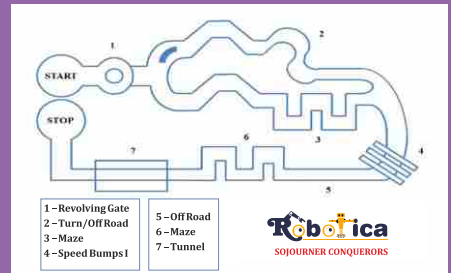 1
2
START
STOP
3
4
7
6
5
1 – Revolving Gate
2 – Turn/Off Road
3 – Maze
4 – Speed Bumps I
5 – Off Road
6 – Maze
7 – Tunnel
Robotica
SOJOURNER CONQUERORS